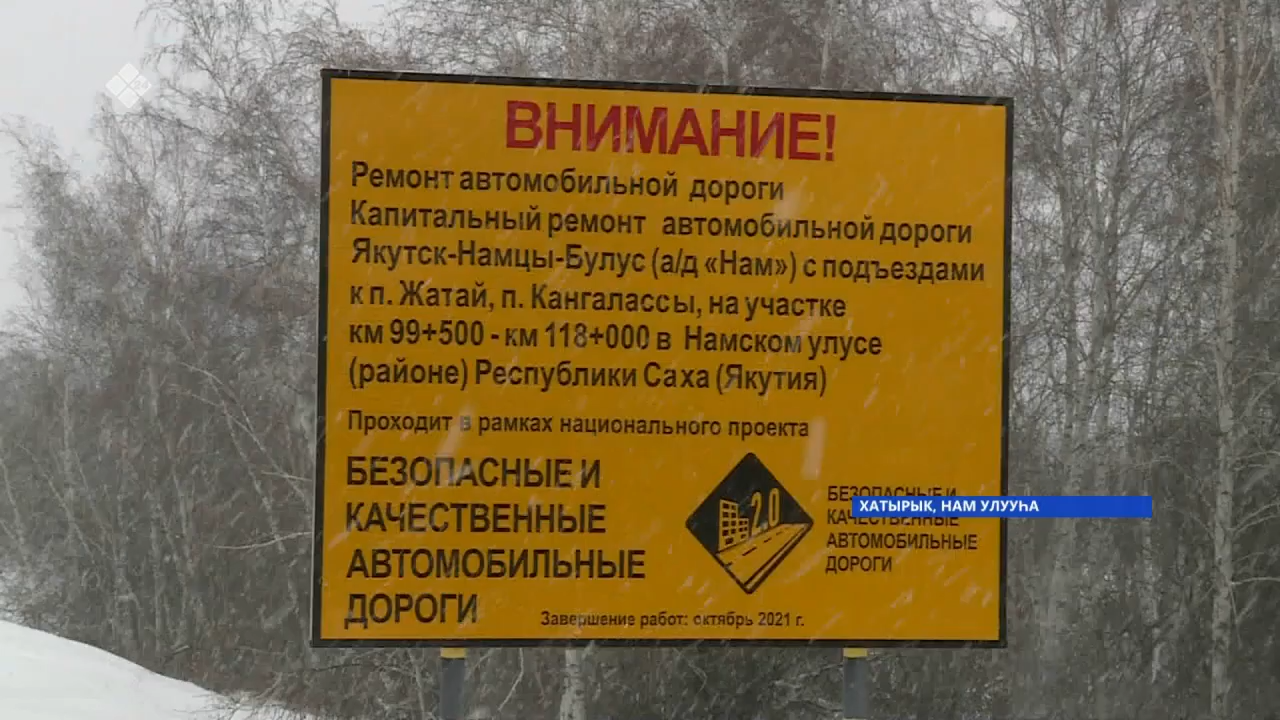 ВНИМАНИЕ!
Ремонт автомобильной дороги
Капитальный ремонт автомобильной дороги
Якутск-Намцы-Булус (а/д «Нам») с подъездами
к п. Жатай, п. Кангалассы, на участке
км 99+500 - км 118+000 в Намском улусе
(районе) Республики Саха (Якутия)
Проходит в рамках национального проекта
БЕЗОПАСНЫЕ И
КАЧЕСТВЕННЫЕ
АВТОМОБИЛЬНЫЕ
ДОРОГИ
2.0
БЕЗОПАСНЫЕ И
КАЧЕСТВЕННЫЕ
АВТОМОБИЛЬНЫЕ
ДОРОГИ
Завершение работ: октябрь 2021 г.
ХАТЫРЫК, НАМ УЛУУҺА